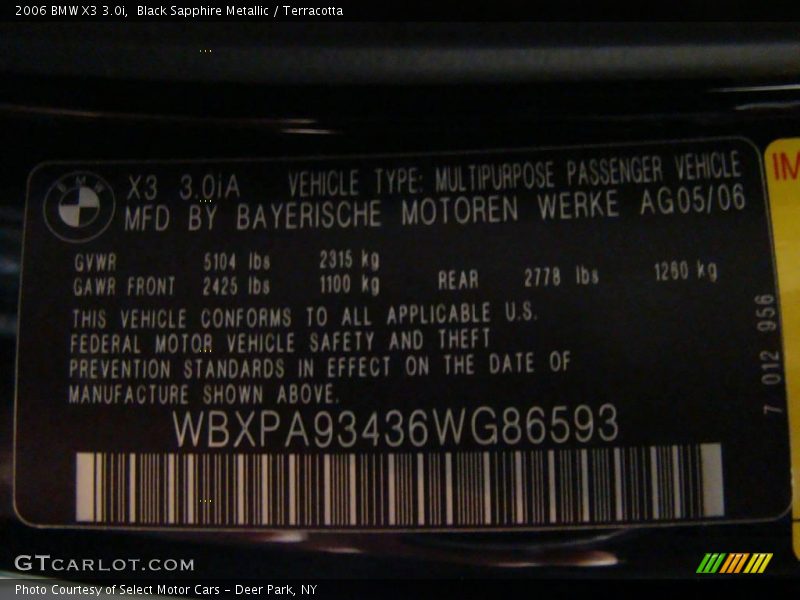 2006 BMW X3 3.0i,  Black Sapphire Metallic / Terracotta
BMW
X3 3.0iA VEHICLE TYPE: MULTIPURPOSE PASSENGER VEHICLE
MFD BY BAYERISCHE MOTOREN WERKE AG05/06
GVWR 5104 lbs 2315 kg
GAWR FRONT 2425 lbs 1100 kg REAR 2778 lbs 1260 kg
THIS VEHICLE CONFORMS TO ALL APPLICABLE U.S.
FEDERAL MOTOR VEHICLE SAFETY AND THEFT
PREVENTION STANDARDS IN EFFECT ON THE DATE OF
MANUFACTURE SHOWN ABOVE.
WBXPA93436WG86593
7 012 956
IM
GTCARLOT.COM
Photo Courtesy of Select Motor Cars - Deer Park, NY